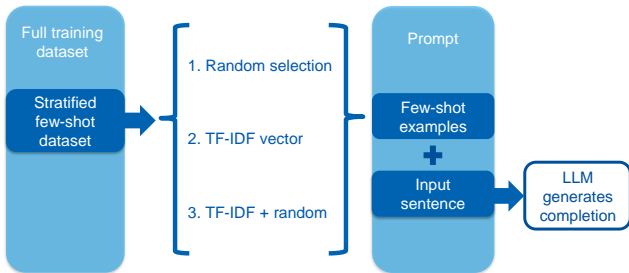 Full training
dataset
Stratified
few-shot
dataset
1. Random selection
2. TF-IDF vector
3. TF-IDF + random
Prompt
Few-shot
examples
+
Input
sentence
LLM
generates
completion